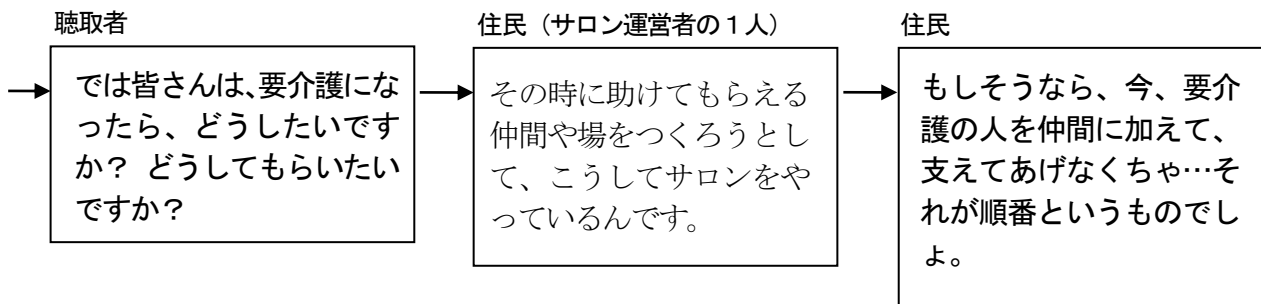 聴取者
では皆さんは、要介護にな
ったら、どうしたいです
か? どうしてもらいたい
ですか?
住民（サロン運営者の１人）
その時に助けてもらえる
仲間や場をつくろうとし
て、こうしてサロンをや
っているんです。
住民
もしそうなら、今、要介
護の人を仲間に加えて、
支えてあげなくちゃ…そ
れが順番というものでし
ょ。